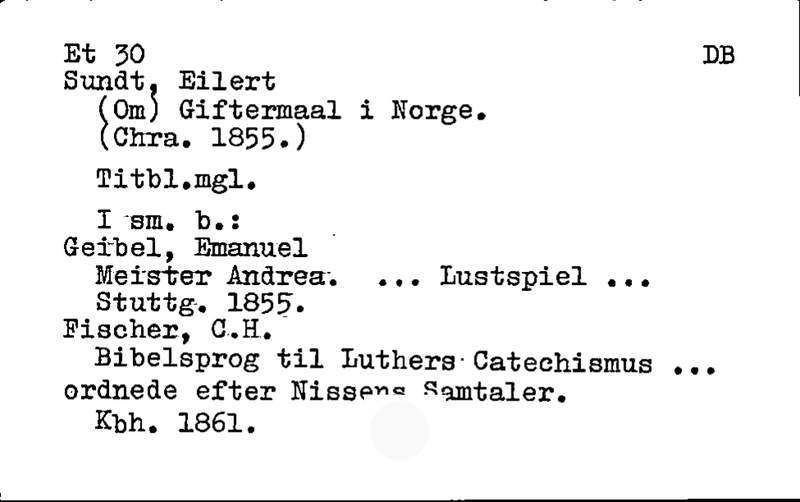 Et 30 DB
Sundt, Eilert
(Om) Giftermaal i Norge.
(Chra. 1855.)
Titbl.mgl.
I sm. b.:
Geibel, Emanuel
Meister Andrea. ... Lustspiel ...
Stuttg. 1855.
Fischer, C.H.
Bibelsprog til Luthers Catechismus ...
ordnede efter Nissens Samtaler.
Kbh. 1861.